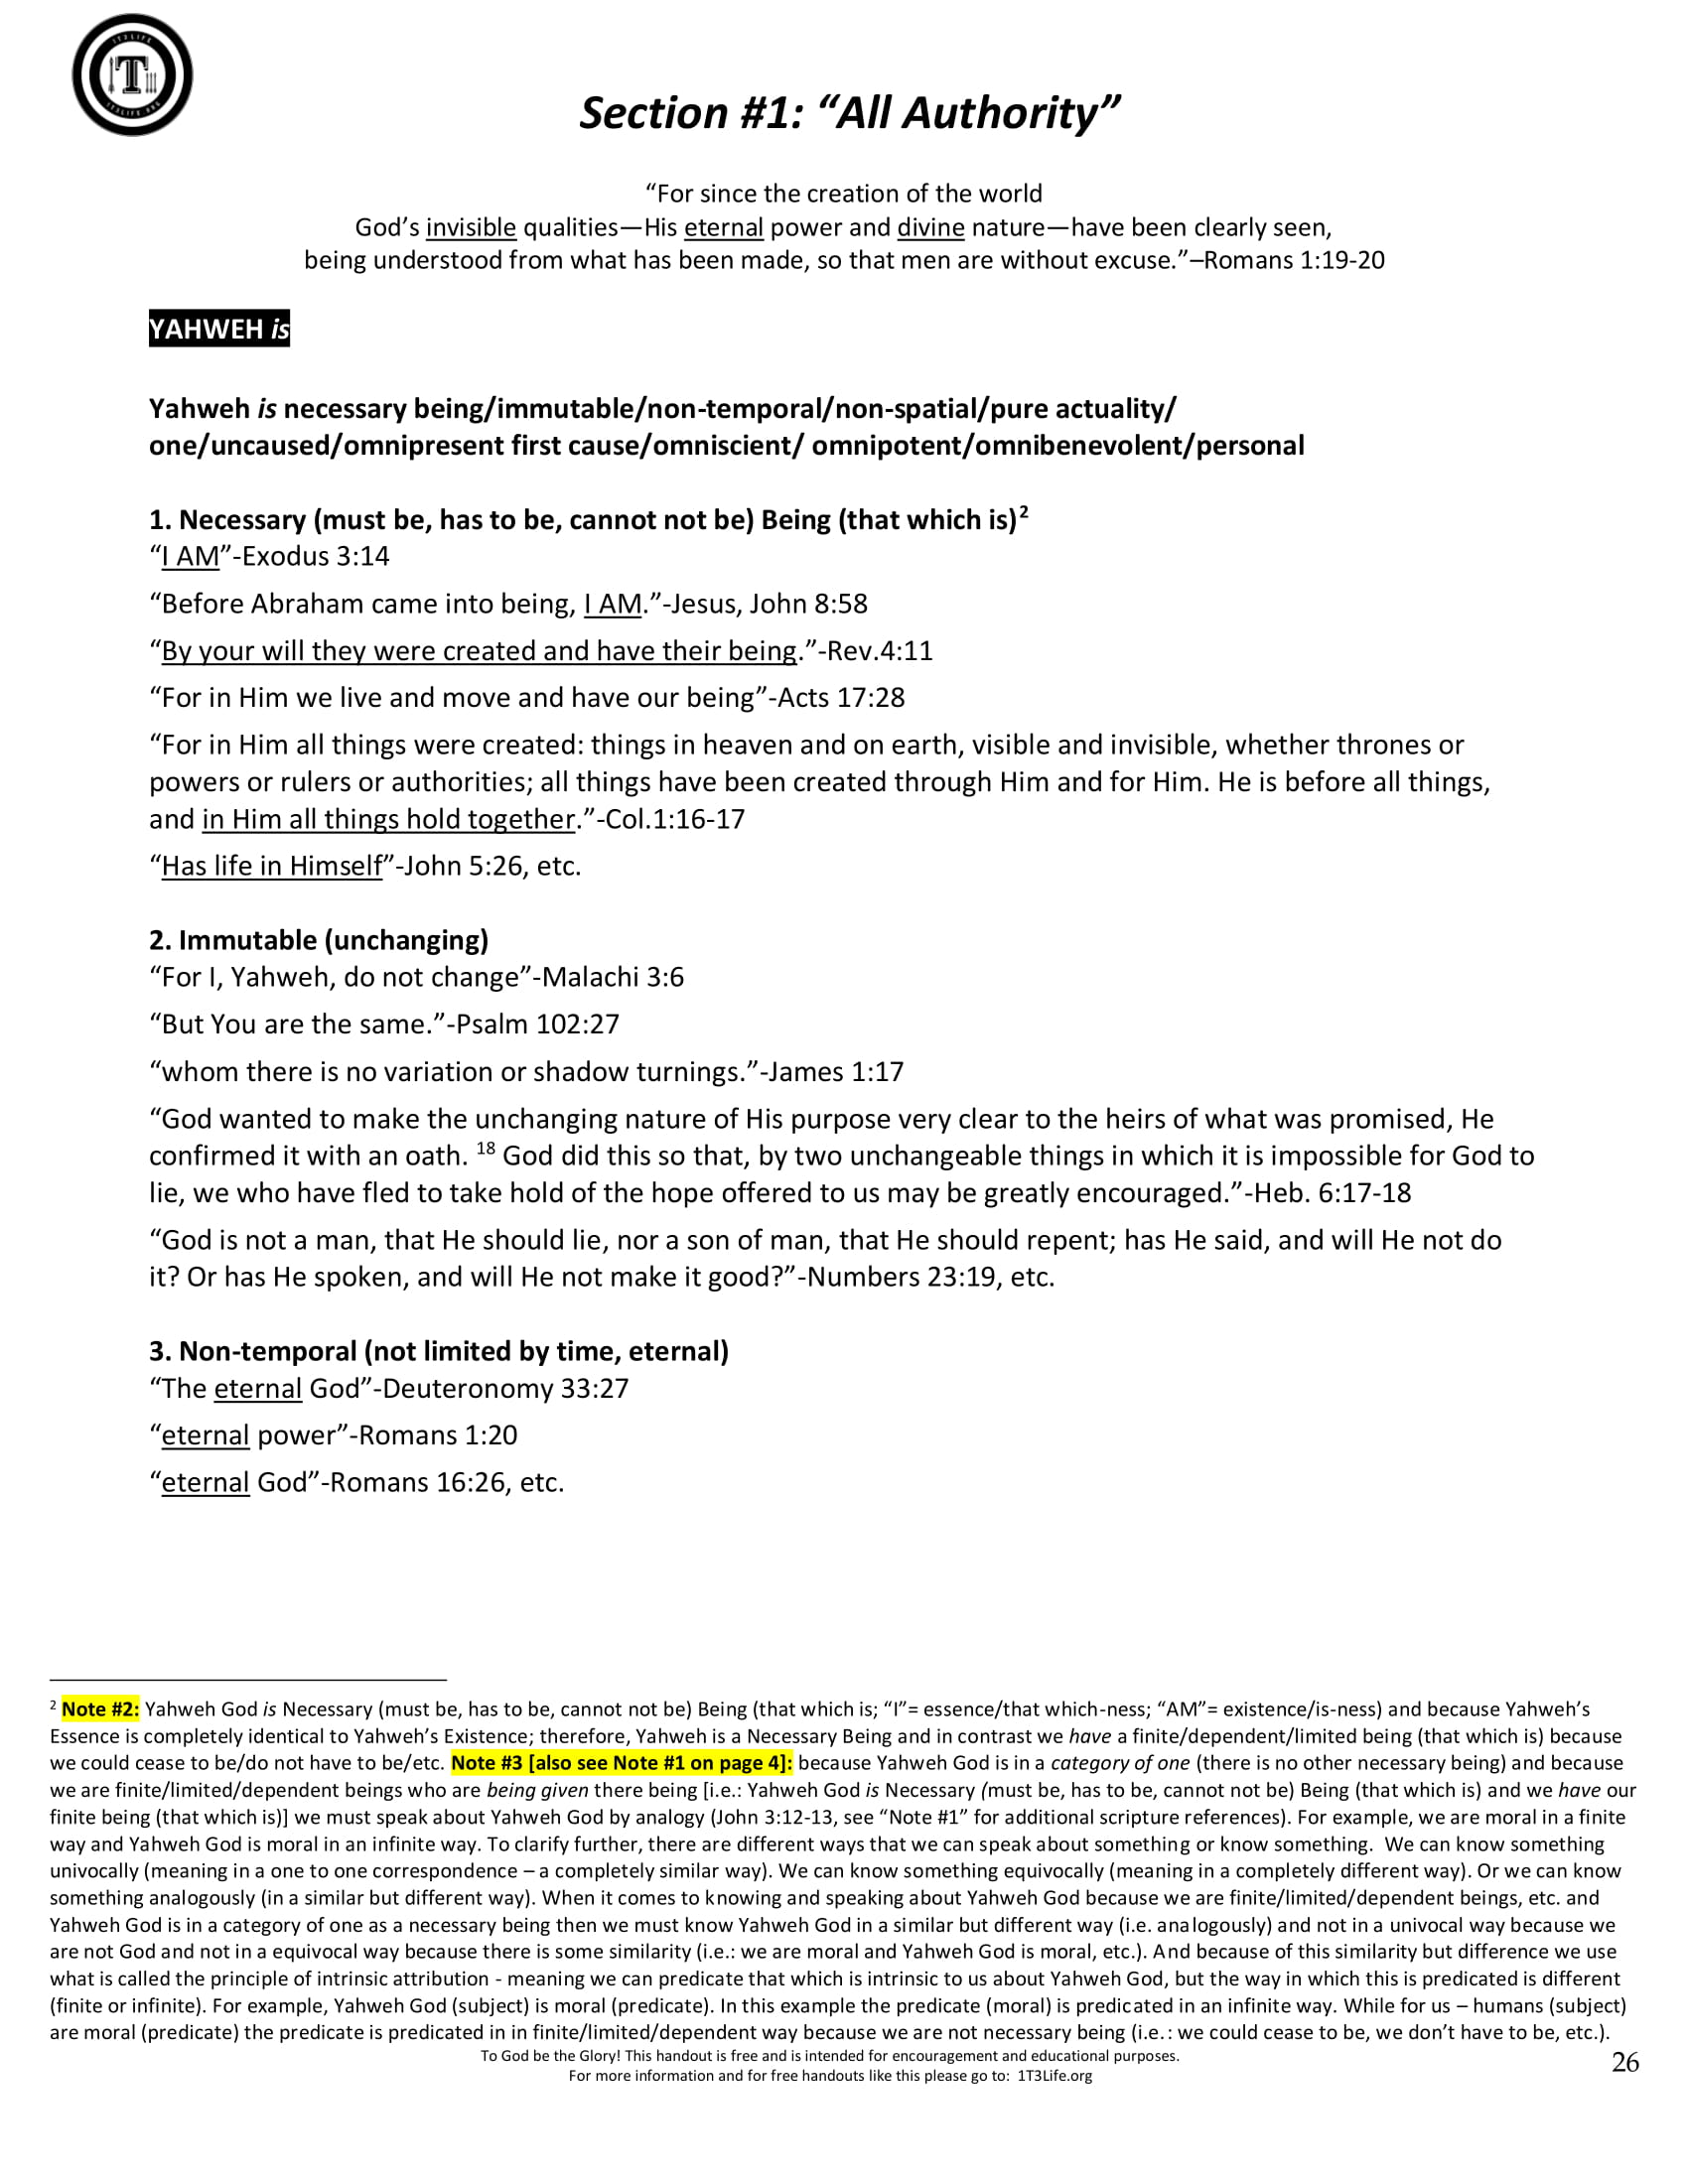 1T3LIFE
T
1T3LIFE.ORG
Section #1: “All Authority”
“For since the creation of the world
God’s invisible qualities—His eternal power and divine nature—have been clearly seen,
being understood from what has been made, so that men are without excuse.”–Romans 1:19-20
YAHWEH is
Yahweh is necessary being/immutable/non-temporal/non-spatial/pure actuality/
one/uncaused/omnipresent first cause/omniscient/ omnipotent/omnibenevolent/personal
1. Necessary (must be, has to be, cannot not be) Being (that which is)2
“I AM”-Exodus 3:14
“Before Abraham came into being, I AM.”-Jesus, John 8:58
“By your will they were created and have their being.”-Rev.4:11
“For in Him we live and move and have our being”-Acts 17:28
“For in Him all things were created: things in heaven and on earth, visible and invisible, whether thrones or
powers or rulers or authorities; all things have been created through Him and for Him. He is before all things,
and in Him all things hold together.”-Col.1:16-17
“Has life in Himself”-John 5:26, etc.
2. Immutable (unchanging)
“For I, Yahweh, do not change”-Malachi 3:6
“But You are the same.”-Psalm 102:27
“whom there is no variation or shadow turnings.”-James 1:17
“God wanted to make the unchanging nature of His purpose very clear to the heirs of what was promised, He
confirmed it with an oath. 18 God did this so that, by two unchangeable things in which it is impossible for God to
lie, we who have fled to take hold of the hope offered to us may be greatly encouraged.”-Heb. 6:17-18
“God is not a man, that He should lie, nor a son of man, that He should repent; has He said, and will He not do
it? Or has He spoken, and will He not make it good?”-Numbers 23:19, etc.
3. Non-temporal (not limited by time, eternal)
“The eternal God”-Deuteronomy 33:27
“eternal power”-Romans 1:20
“eternal God”-Romans 16:26, etc.
2 Note #2: Yahweh God is Necessary (must be, has to be, cannot not be) Being (that which is; “I”= essence/that which-ness; “AM”= existence/is-ness) and because Yahweh’s
Essence is completely identical to Yahweh’s Existence; therefore, Yahweh is a Necessary Being and in contrast we have a finite/dependent/limited being (that which is) because
we could cease to be/do not have to be/etc. Note #3 [also see Note #1 on page 4]: because Yahweh God is in a category of one (there is no other necessary being) and because
we are finite/limited/dependent beings who are being given there being [i.e.: Yahweh God is Necessary (must be, has to be, cannot not be) Being (that which is) and we have our
finite being (that which is)] we must speak about Yahweh God by analogy (John 3:12-13, see “Note #1” for additional scripture references). For example, we are moral in a finite
way and Yahweh God is moral in an infinite way. To clarify further, there are different ways that we can speak about something or know something. We can know something
univocally (meaning in a one to one correspondence – a completely similar way). We can know something equivocally (meaning in a completely different way). Or we can know
something analogously (in a similar but different way). When it comes to knowing and speaking about Yahweh God because we are finite/limited/dependent beings, etc. and
Yahweh God is in a category of one as a necessary being then we must know Yahweh God in a similar but different way (i.e. analogously) and not in a univocal way because we
are not God and not in a equivocal way because there is some similarity (i.e.: we are moral and Yahweh God is moral, etc.). And because of this similarity but difference we use
what is called the principle of intrinsic attribution - meaning we can predicate that which is intrinsic to us about Yahweh God, but the way in which this is predicated is different
(finite or infinite). For example, Yahweh God (subject) is moral (predicate). In this example the predicate (moral) is predicated in an infinite way. While for us – humans (subject)
are moral (predicate) the predicate is predicated in in finite/limited/dependent way because we are not necessary being (i.e.: we could cease to be, we don’t have to be, etc.).
To God be the Glory! This handout is free and is intended for encouragement and educational purposes.
For more information and for free handouts like this please go to: 1T3Life.org
26